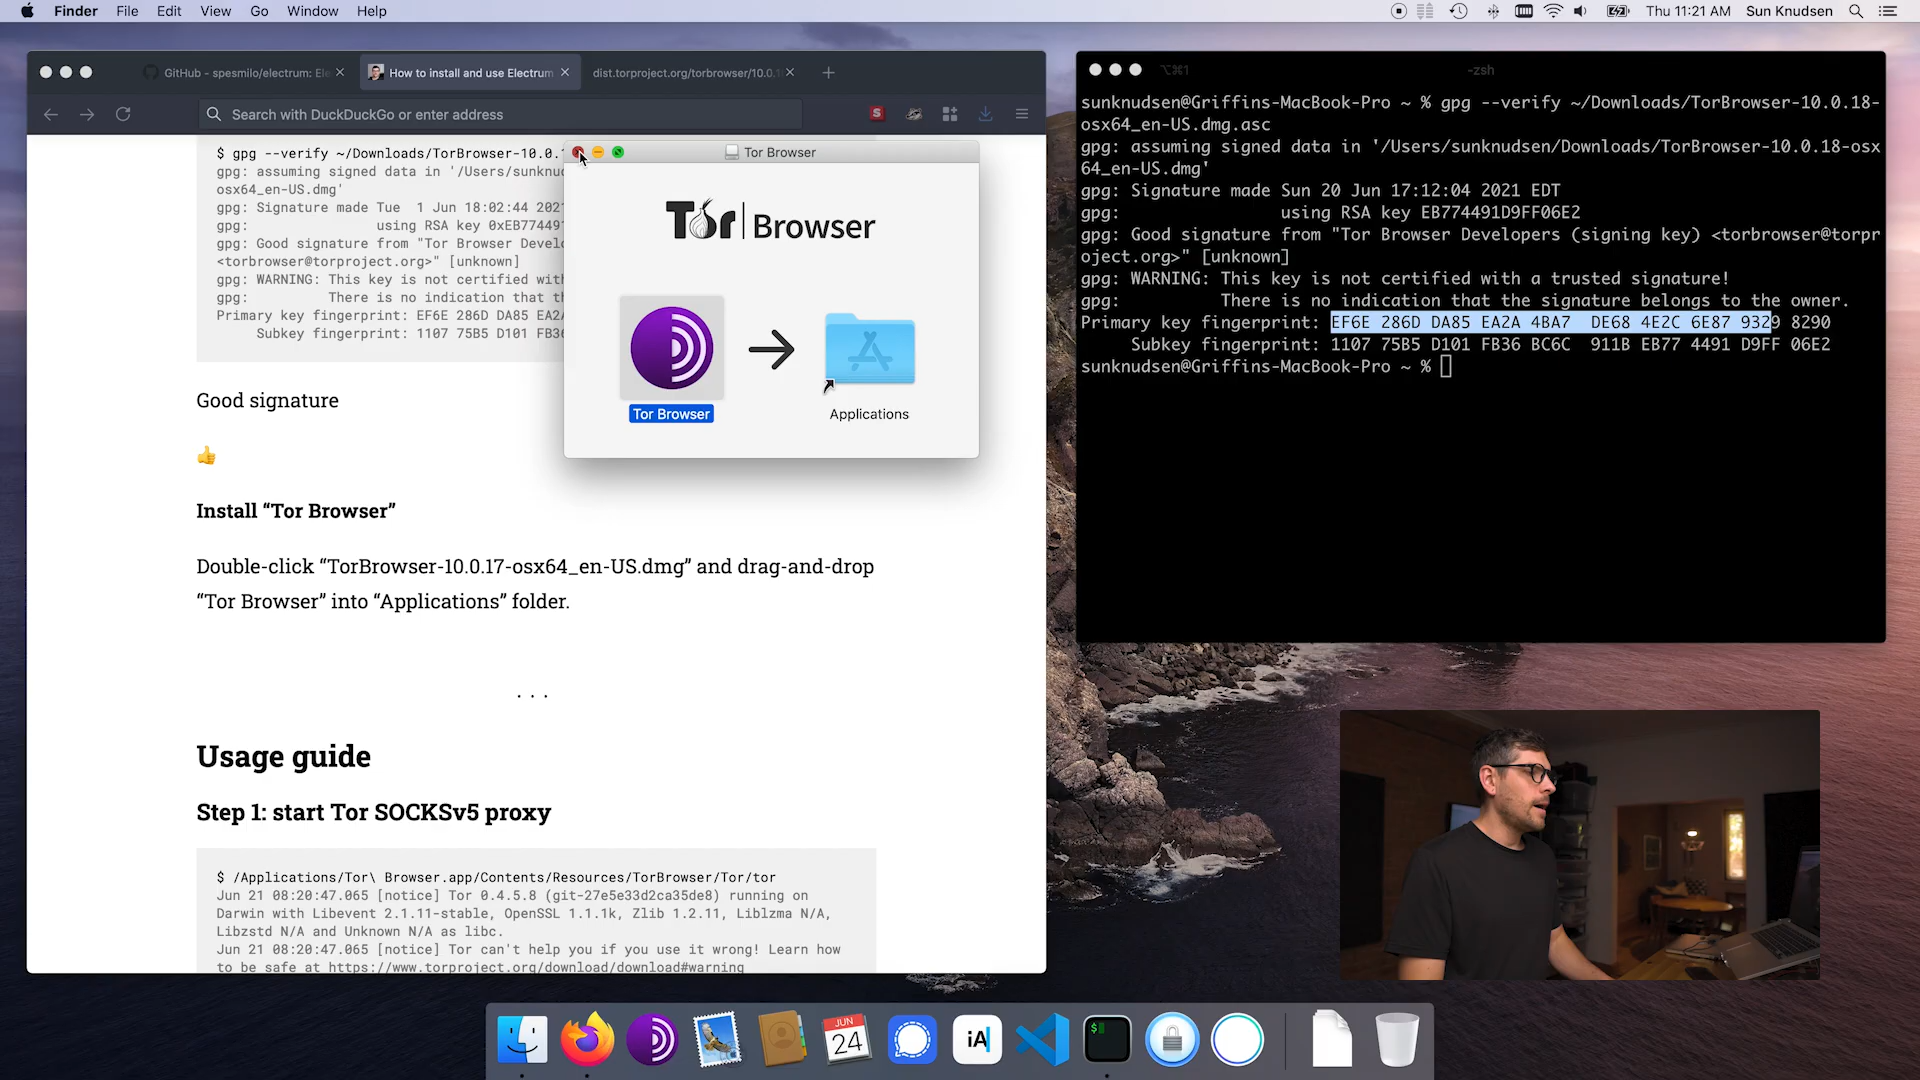 Finder File Edit View Go Window Help
Thu 11:21 AM Sun Knudsen
GitHub - spesmilo/electrum: Ele
How to install and use Electrum
dist.torproject.org/torbrowser/10.0.1
Search with DuckDuckGo or enter address
S
$ gpg --verify ~/Downloads/TorBrowser-10.0.1
gpg: assuming signed data in '/Users/sunknud
osx64_en-US.dmg'
gpg: Signature made Tue  1 Jun 18:02:44 2021
gpg:                using RSA key 0xEB77449
gpg: Good signature from "Tor Browser Develo
<torbrowser@torproject.org>" [unknown]
gpg: WARNING: This key is not certified with
gpg:          There is no indication that th
Primary key fingerprint: EF6E 286D DA85 EA2A
Subkey fingerprint: 1107 75B5 D101 FB36
Good signature
👍
Install “Tor Browser”
Double-click “TorBrowser-10.0.17-osx64_en-US.dmg” and drag-and-drop
“Tor Browser” into “Applications” folder.
. . .
Usage guide
Step 1: start Tor SOCKSv5 proxy
$ /Applications/Tor\ Browser.app/Contents/Resources/TorBrowser/Tor/tor
Jun 21 08:20:47.065 [notice] Tor 0.4.5.8 (git-27e5e33d2ca35de8) running on
Darwin with Libevent 2.1.11-stable, OpenSSL 1.1.1k, Zlib 1.2.11, Liblzma N/A,
Libzstd N/A and Unknown N/A as libc.
Jun 21 08:20:47.065 [notice] Tor can't help you if you use it wrong! Learn how
to be safe at https://www.torproject.org/download/download#warning
Tor Browser
Tor | Browser
Tor Browser
Applications
⌥⌘1
-zsh
sunknudsen@Griffins-MacBook-Pro ~ % gpg --verify ~/Downloads/TorBrowser-10.0.18-
osx64_en-US.dmg.asc
gpg: assuming signed data in '/Users/sunknudsen/Downloads/TorBrowser-10.0.18-osx
64_en-US.dmg'
gpg: Signature made Sun 20 Jun 17:12:04 2021 EDT
gpg:                using RSA key EB774491D9FF06E2
gpg: Good signature from "Tor Browser Developers (signing key) <torbrowser@torpr
oject.org>" [unknown]
gpg: WARNING: This key is not certified with a trusted signature!
gpg:          There is no indication that the signature belongs to the owner.
Primary key fingerprint: EF6E 286D DA85 EA2A 4BA7  DE68 4E2C 6E87 9329 8290
Subkey fingerprint: 1107 75B5 D101 FB36 BC6C  911B EB77 4491 D9FF 06E2
sunknudsen@Griffins-MacBook-Pro ~ %
JUN
24
iA
$